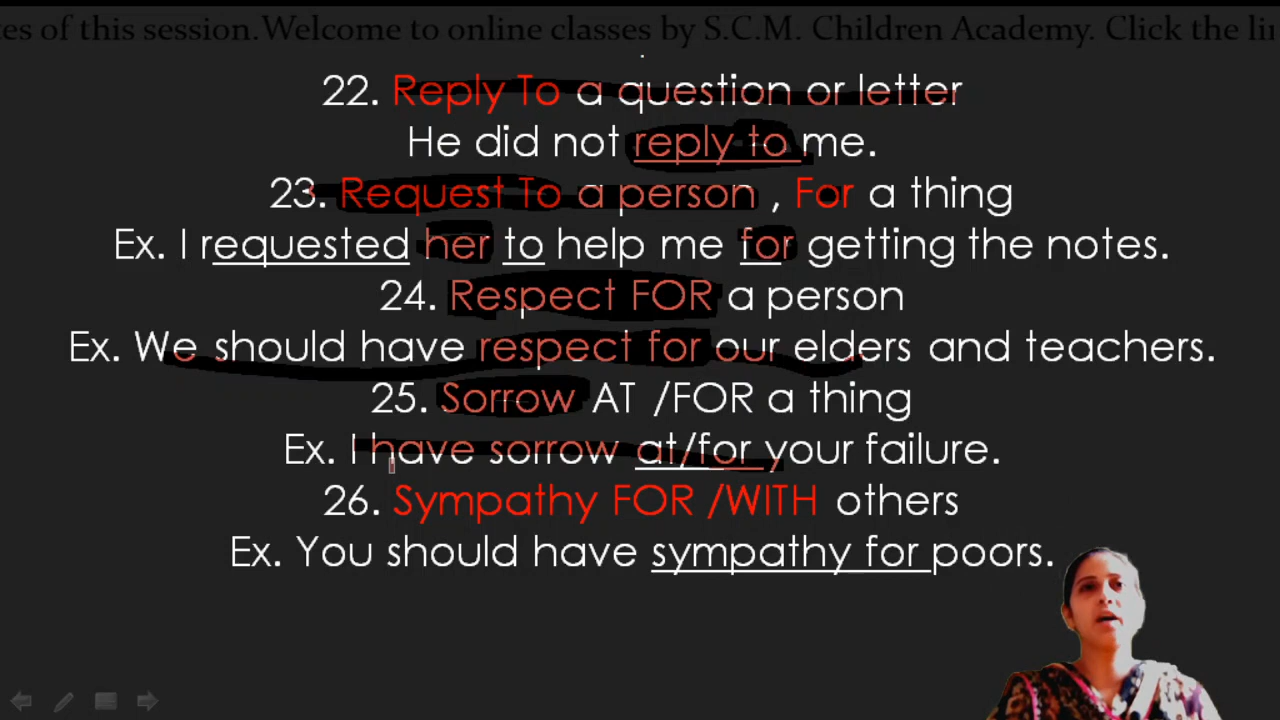 es of this session.Welcome to online classes by S.C.M. Children Academy. Click the lin
22. Reply To a question or letter
He did not reply to me.
23. Request To a person , For a thing
Ex. I requested her to help me for getting the notes.
24. Respect FOR a person
Ex. We should have respect for our elders and teachers.
25. Sorrow AT /FOR a thing
Ex. I have sorrow at/for your failure.
26. Sympathy FOR /WITH others
Ex. You should have sympathy for poors.